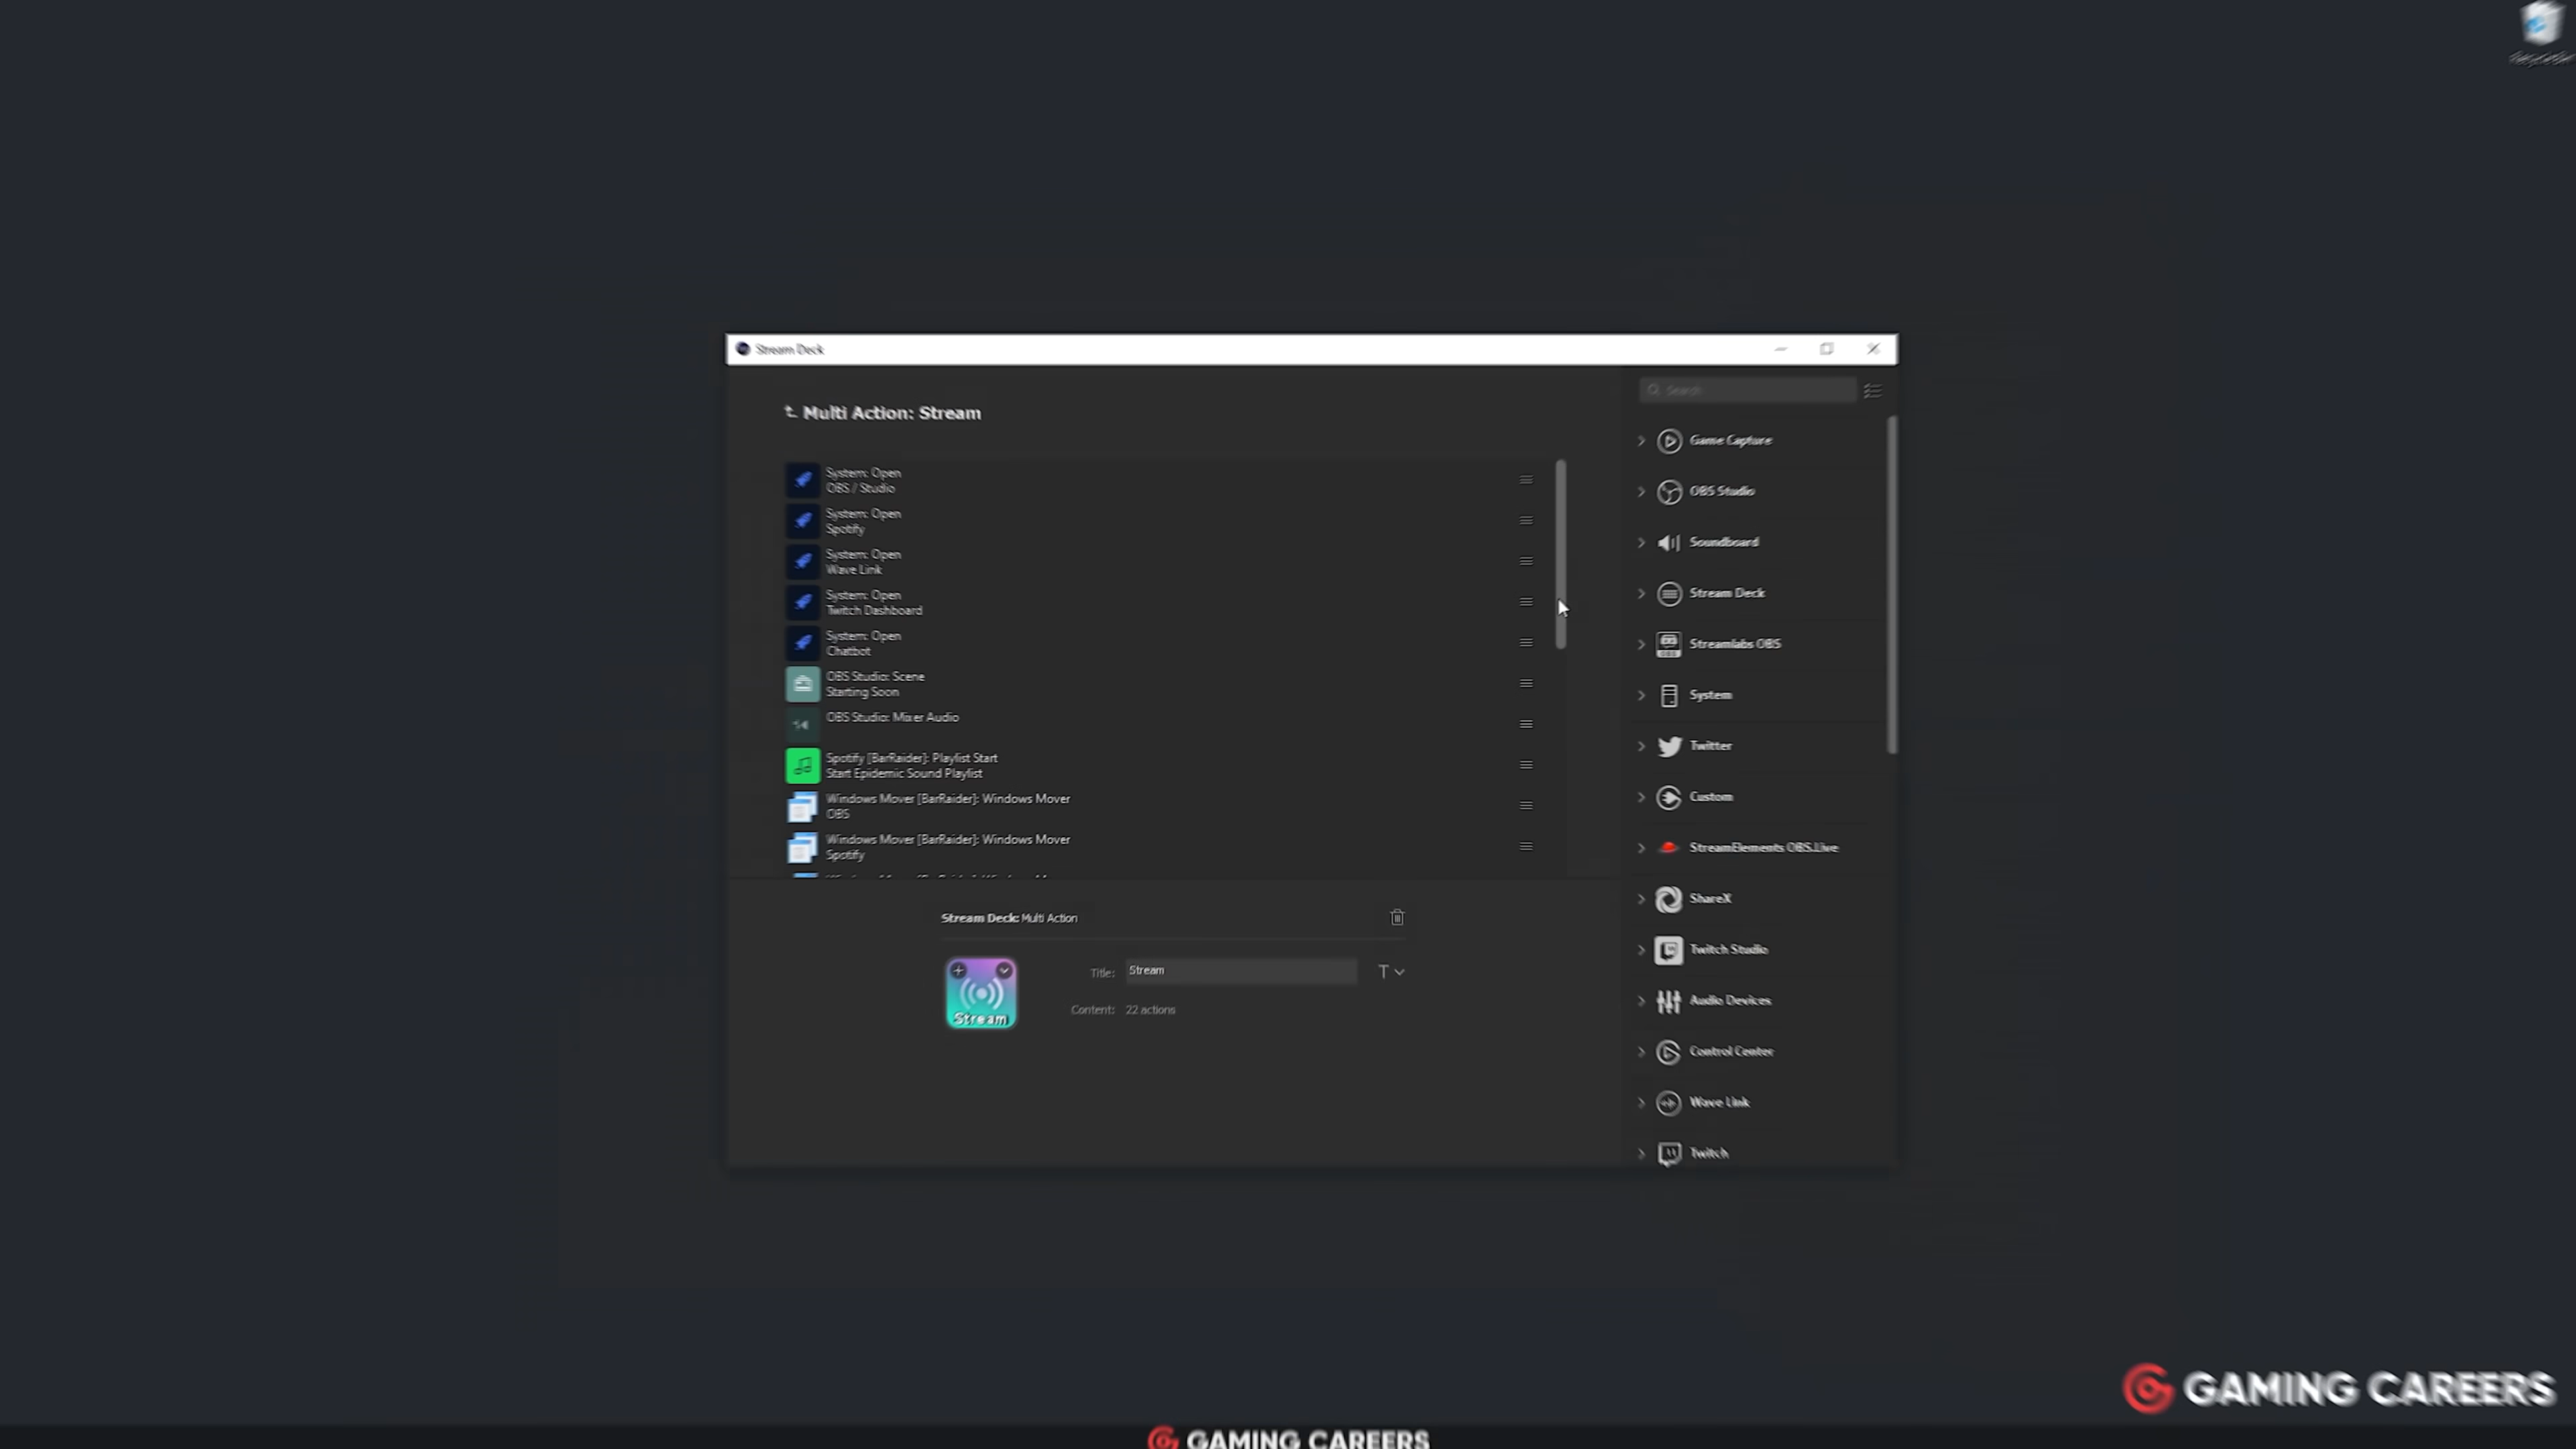 Stream Deck
Multi Action: Stream
System: Open
OBS / Studio
System: Open
Spotify
System: Open
Wave Link
System: Open
Twitch Dashboard
System: Open
Chatbot
OBS Studio: Scene
Starting Soon
OBS Studio: Mixer Audio
Spotify [BarRaider]: Playlist Start
Start Epidemic Sound Playlist
Windows Mover [BarRaider]: Windows Mover
OBS
Windows Mover [BarRaider]: Windows Mover
Spotify
Stream Deck: Multi Action
Stream
Title: Stream
T
Content: 22 actions
Search
Game Capture
OBS Studio
Soundboard
Stream Deck
Streamlabs OBS
System
Twitter
Custom
StreamElements OBS.Live
ShareX
Twitch Studio
Audio Devices
Control Center
Wave Link
Twitch
GAMING CAREERS
GAMING CAREERS